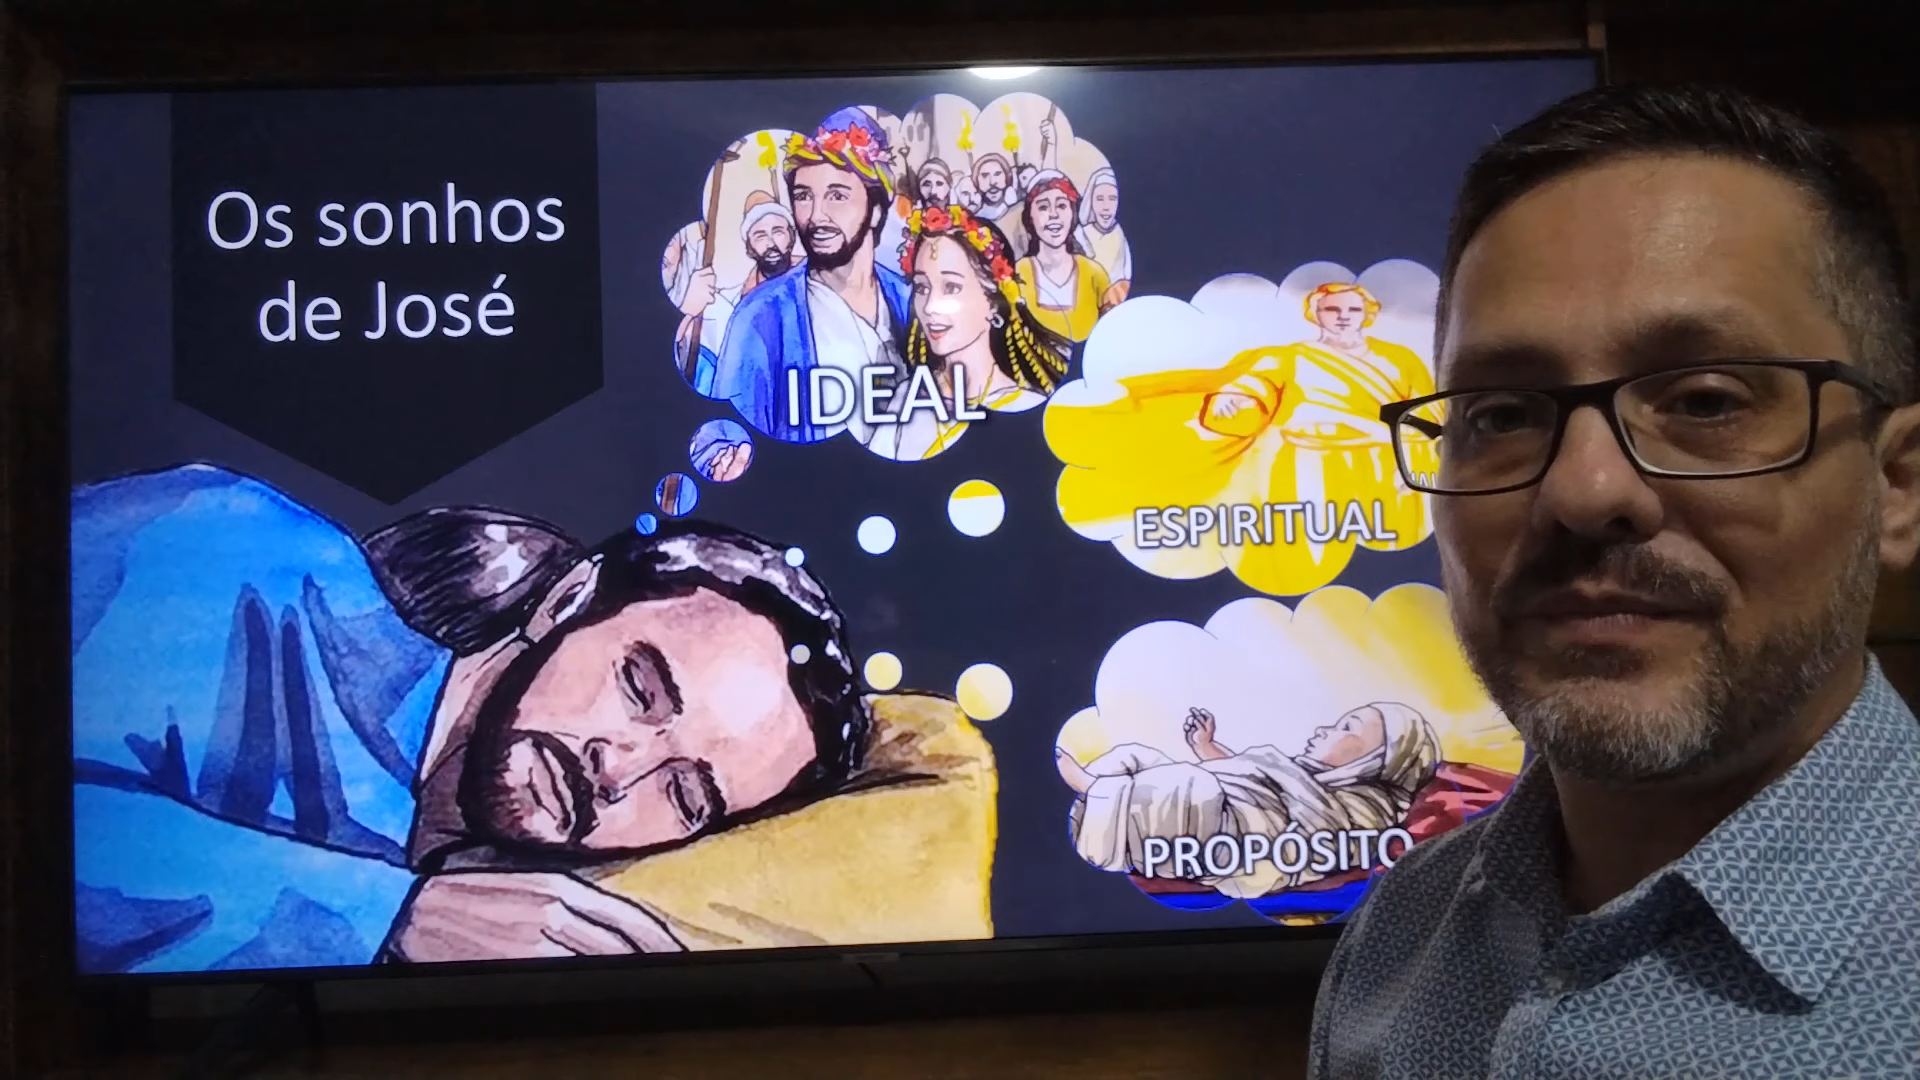 Os sonhos
de José
IDEAL
ESPIRITUAL
PROPÓSITO